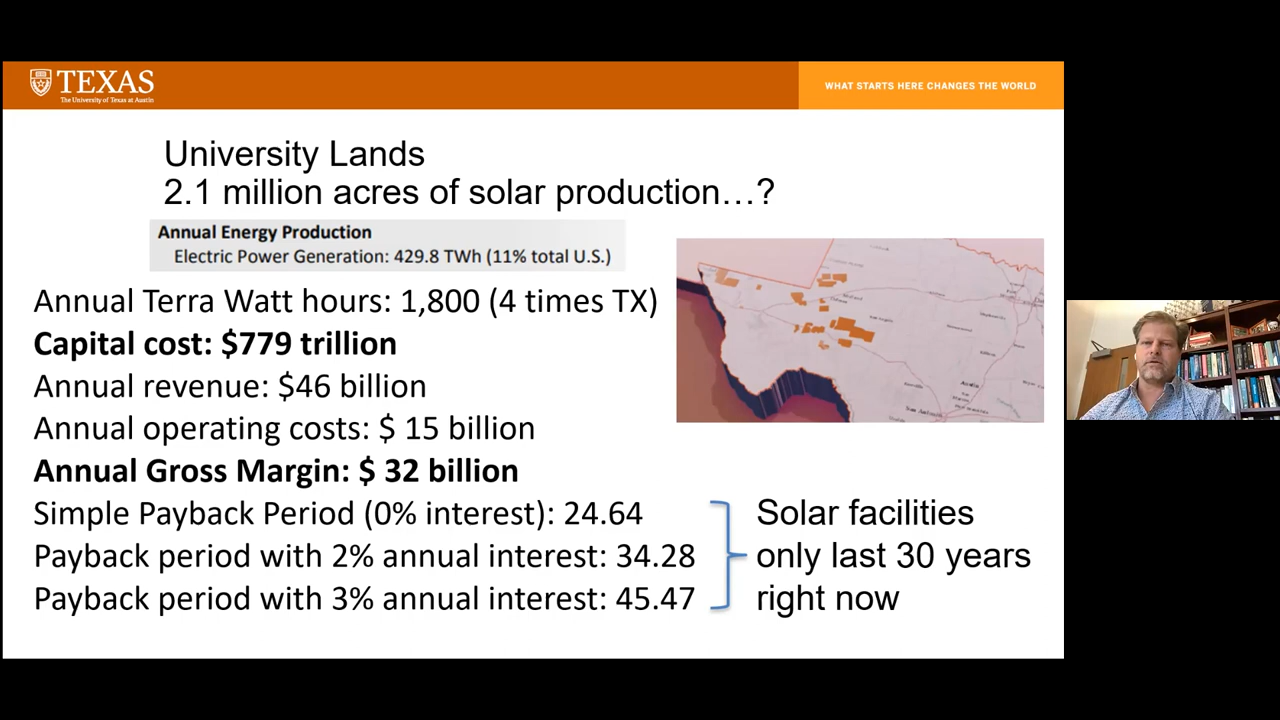 TEXAS
The University of Texas at Austin
WHAT STARTS HERE CHANGES THE WORLD
University Lands
2.1 million acres of solar production…?
Annual Energy Production
Electric Power Generation: 429.8 TWh (11% total U.S.)
Annual Terra Watt hours: 1,800 (4 times TX)
Capital cost: $779 trillion
Annual revenue: $46 billion
Annual operating costs: $ 15 billion
Annual Gross Margin: $ 32 billion
Simple Payback Period (0% interest): 24.64
Payback period with 2% annual interest: 34.28
Payback period with 3% annual interest: 45.47
Solar facilities
only last 30 years
right now
Austin